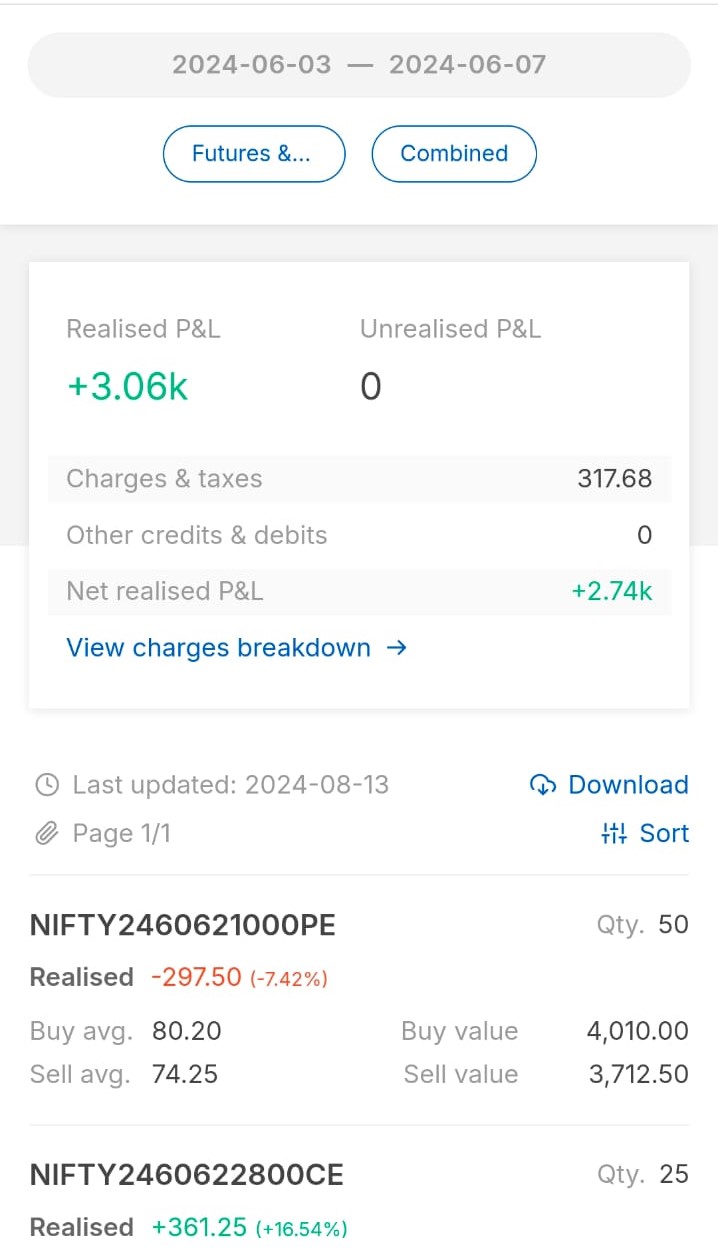 2024-06-03 — 2024-06-07
Futures &... Combined
Realised P&L Unrealised P&L
+3.06k 0
Charges & taxes 317.68
Other credits & debits 0
Net realised P&L +2.74k
View charges breakdown →
Last updated: 2024-08-13 Download
Page 1/1 Sort
NIFTY2460621000PE Qty. 50
Realised -297.50 (-7.42%)
Buy avg. 80.20 Buy value 4,010.00
Sell avg. 74.25 Sell value 3,712.50
NIFTY2460622800CE Qty. 25
Realised +361.25 (+16.54%)